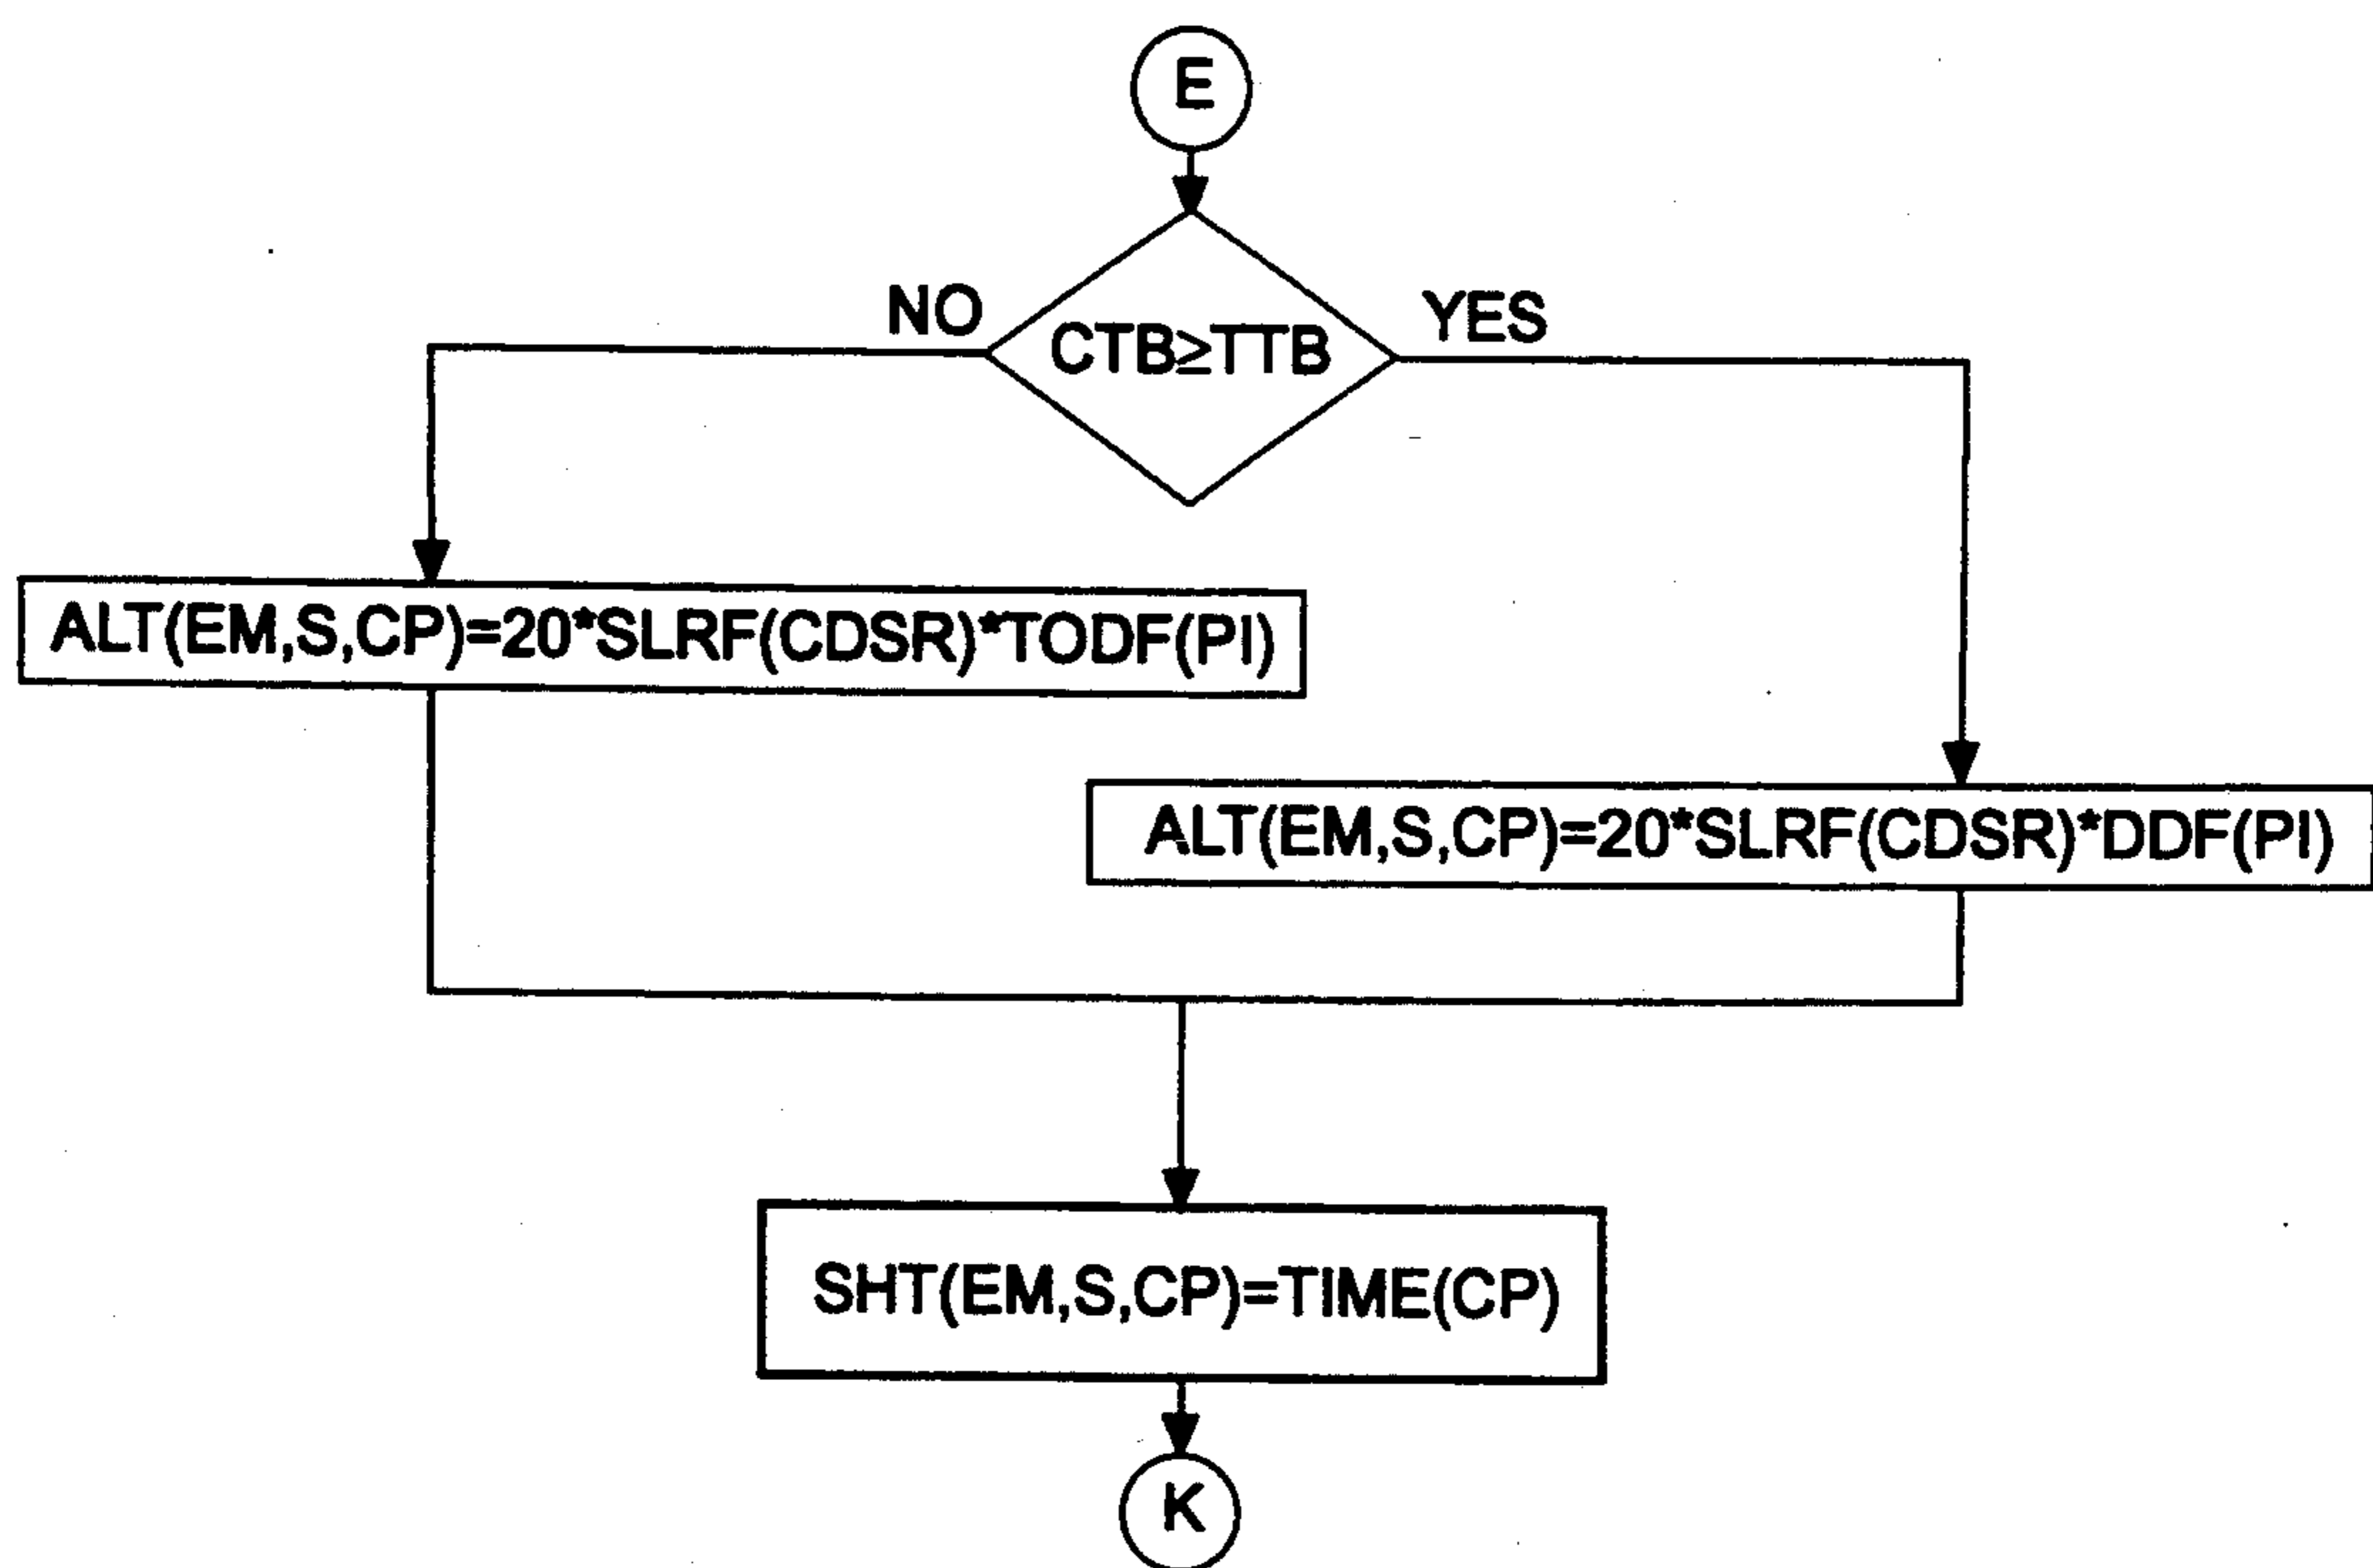 E
NO
YES
CTB≥TTB
ALT(EM,S,CP)=20*SLRF(CDSR)*TODF(PI)
ALT(EM,S,CP)=20*SLRF(CDSR)*DDF(PI)
SHT(EM,S,CP)=TIME(CP)
K